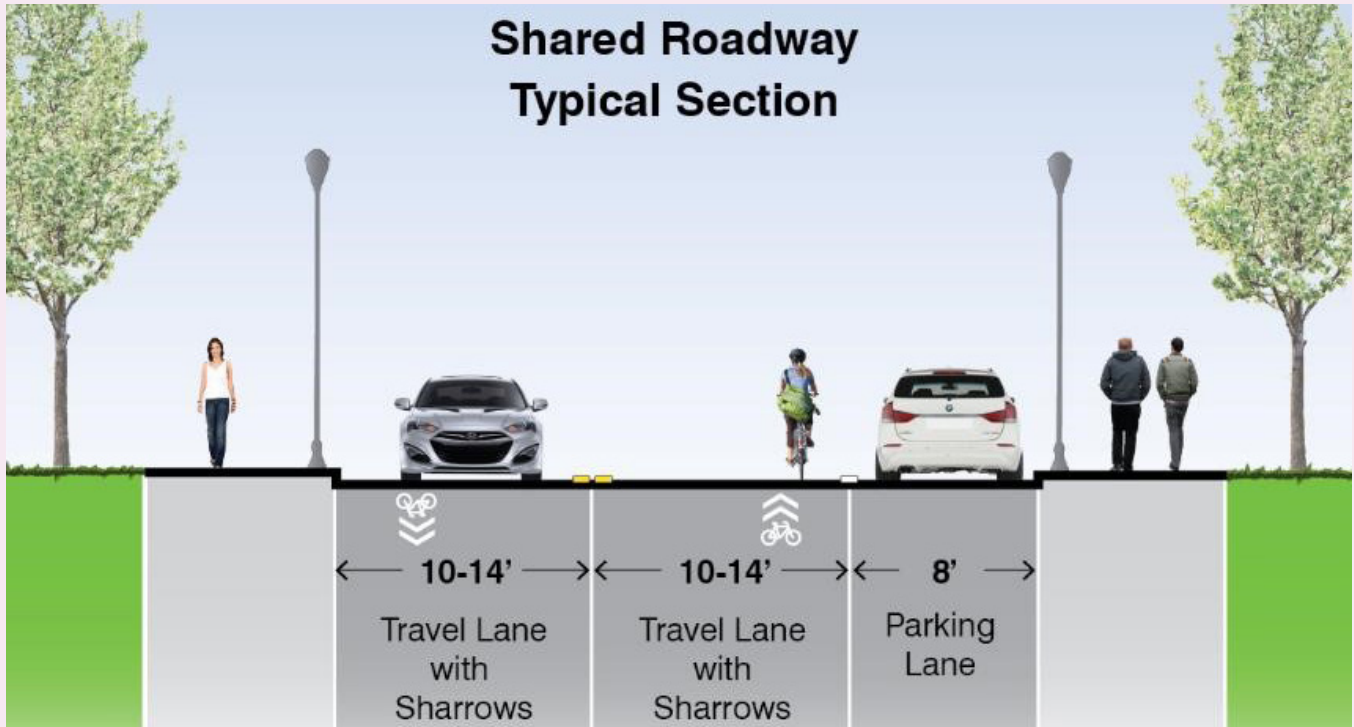 Shared Roadway
Typical Section
10-14’
10-14’
8’
Travel Lane
with
Sharrows
Travel Lane
with
Sharrows
Parking
Lane